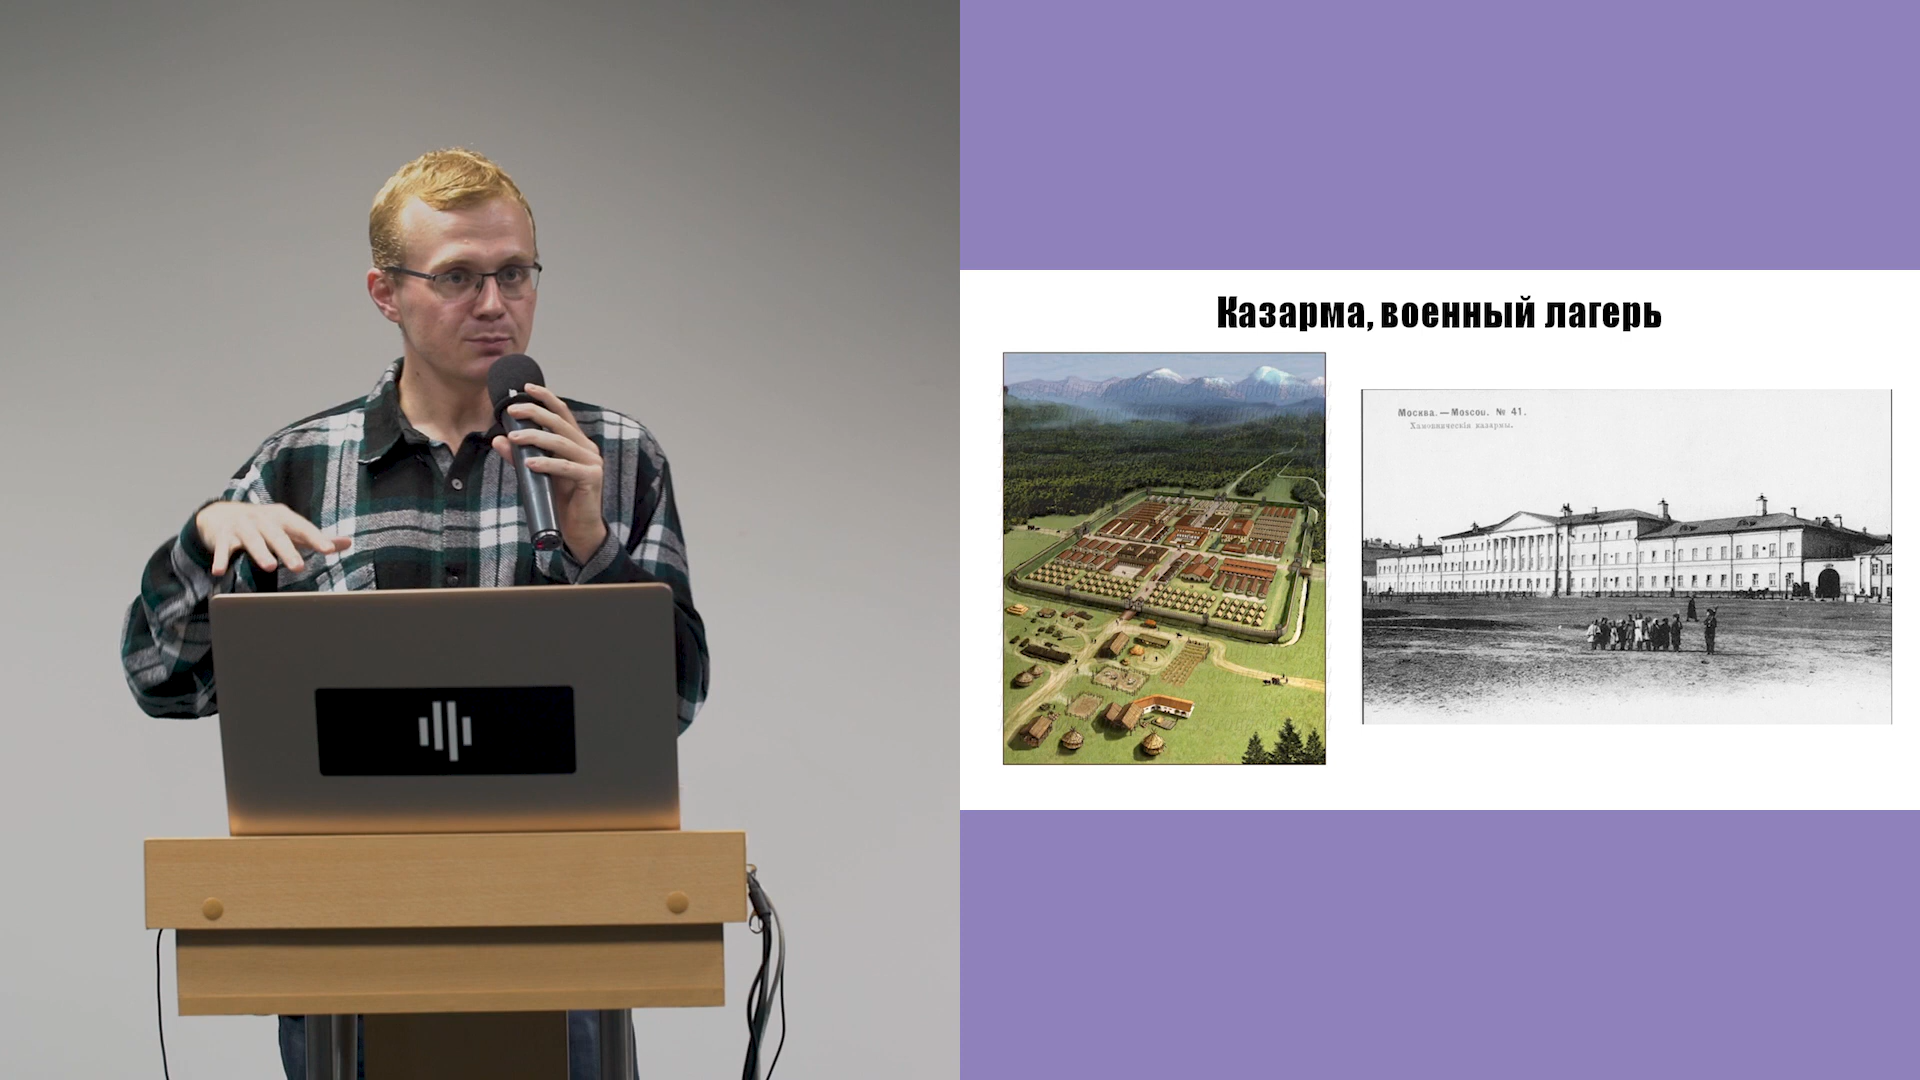 Казарма, военный лагерь
Москва. — Moscou. № 41.
Хамовническія казармы.